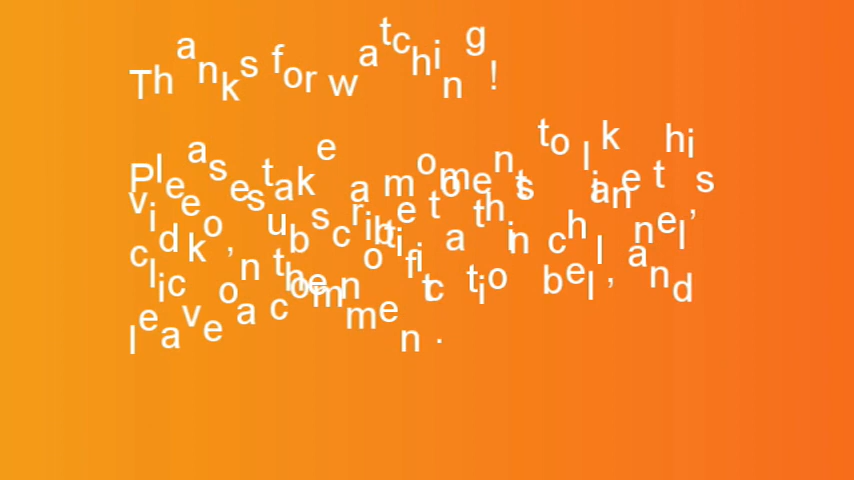 Thanks for watching!
Please take a moment to like this
video, subscribe to this channel,
click on the notification bell, and
leave a comment.